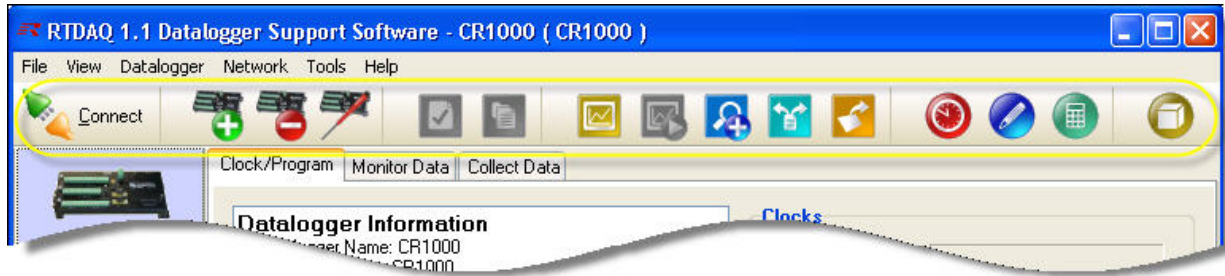 RTDAQ 1.1 Datalogger Support Software - CR1000 ( CR1000 )
File View Datalogger Network Tools Help
Connect
Clock/Program Monitor Data Collect Data
Datalogger Information
Clocks
Name: CR1000
CR1000